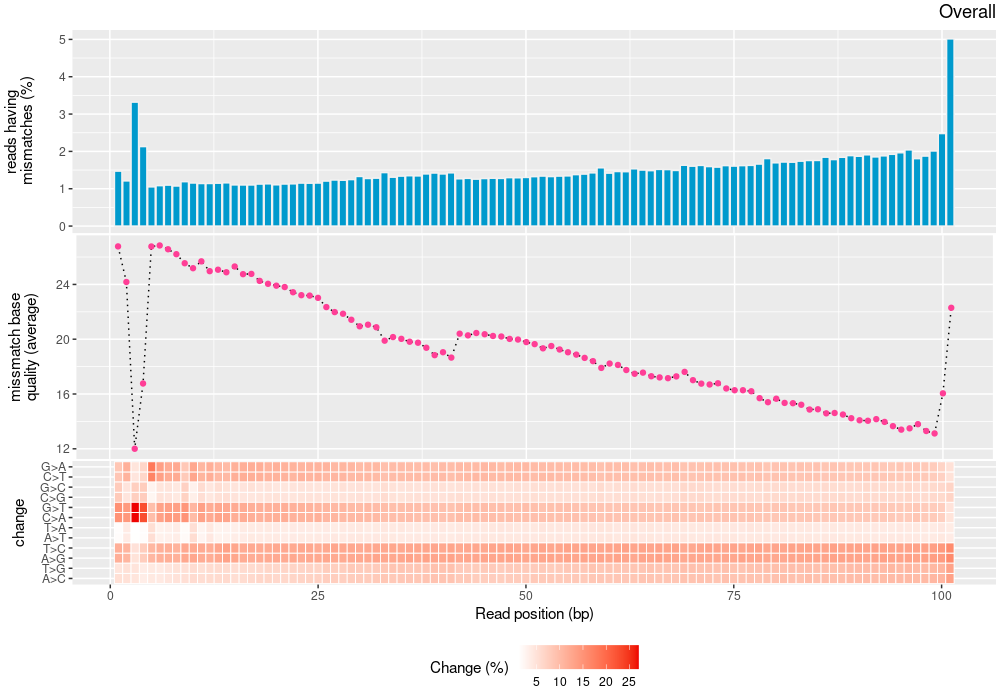 Overall
reads having
mismatches (%)
5
4
3
2
1
0
missmatch base
quality (average)
24
20
16
12
change
G>A
C>T
G>C
C>G
G>T
C>A
T>A
A>T
T>C
A>G
T>G
A>C
0 25 50 75 100
Read position (bp)
Change (%)
5 10 15 20 25